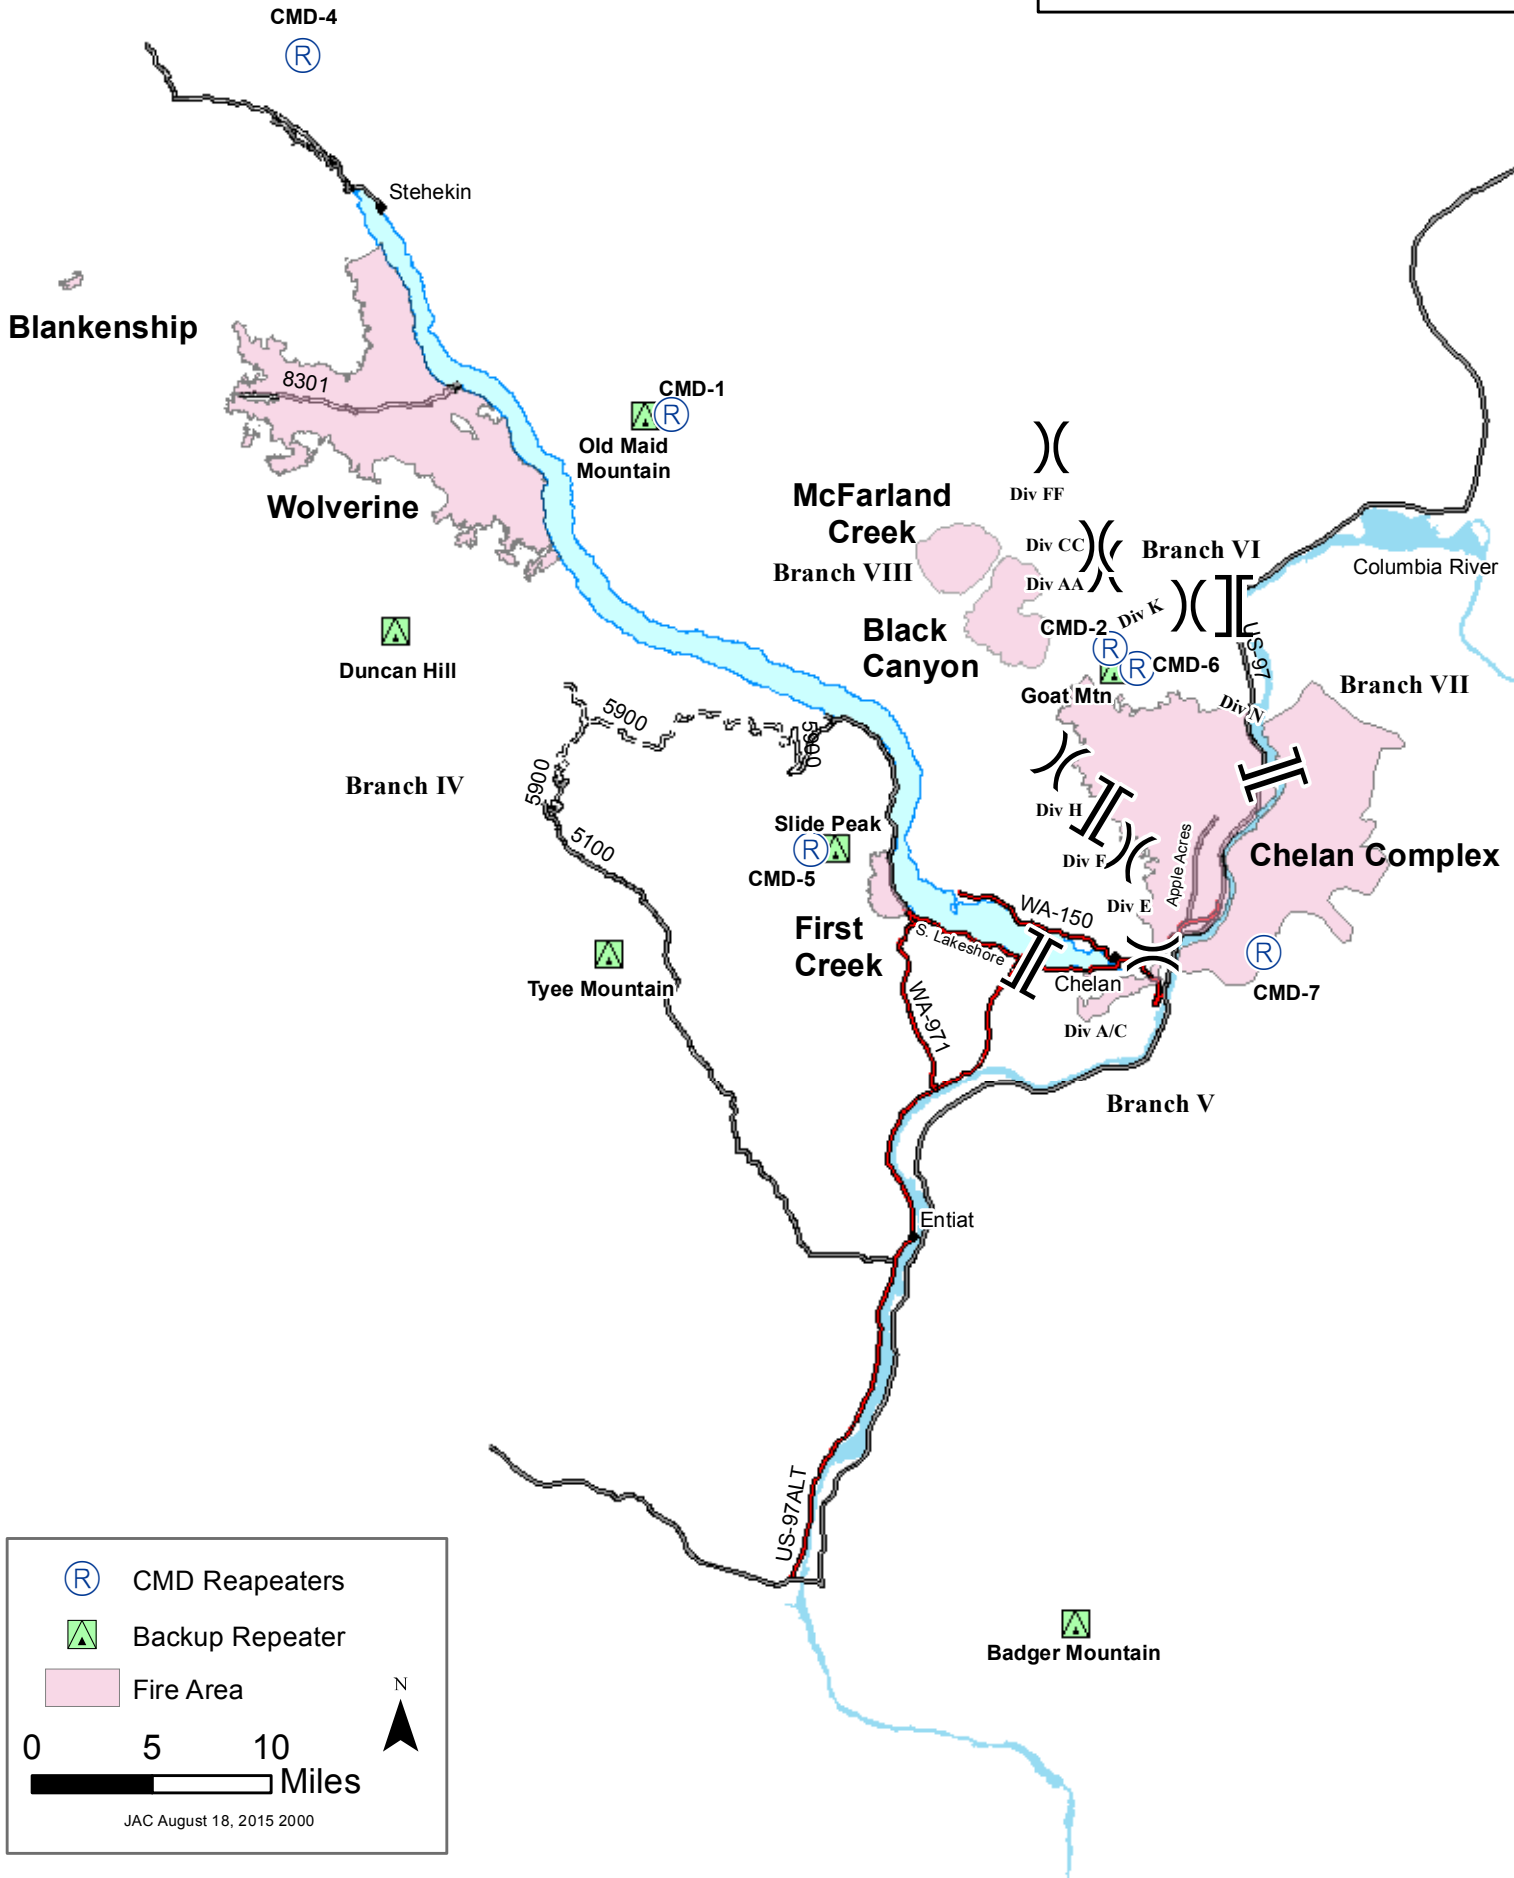 CMD-4
R
Stehekin
Blankenship
8301
CMD-1
R
Old Maid
Mountain
Wolverine
Div FF
McFarland
Creek
Div CC
Branch VI
Branch VIII
Div AA
Columbia River
Div K
Black
Canyon
CMD-2
R
US-97
R
CMD-6
Duncan Hill
Goat Mtn
Branch VII
Div N
5900
5900
5900
Branch IV
Div H
Slide Peak
R
5100
CMD-5
Div F
Apple Acres
Chelan Complex
WA-150
Div E
First
Creek
S. Lakeshore
R
Tyee Mountain
Chelan
CMD-7
WA-971
Div A/C
Branch V
Entiat
US-97ALT
Badger Mountain
R CMD Reapeaters
Backup Repeater
Fire Area
N
0 5 10
Miles
JAC August 18, 2015 2000